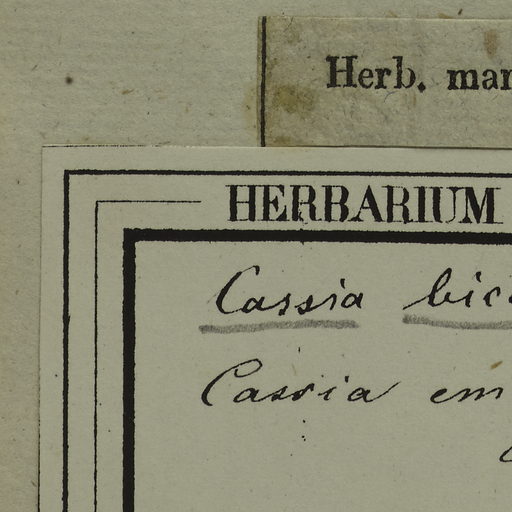 Herb. mar
HERBARIUM
Cassia bic
Cassia em